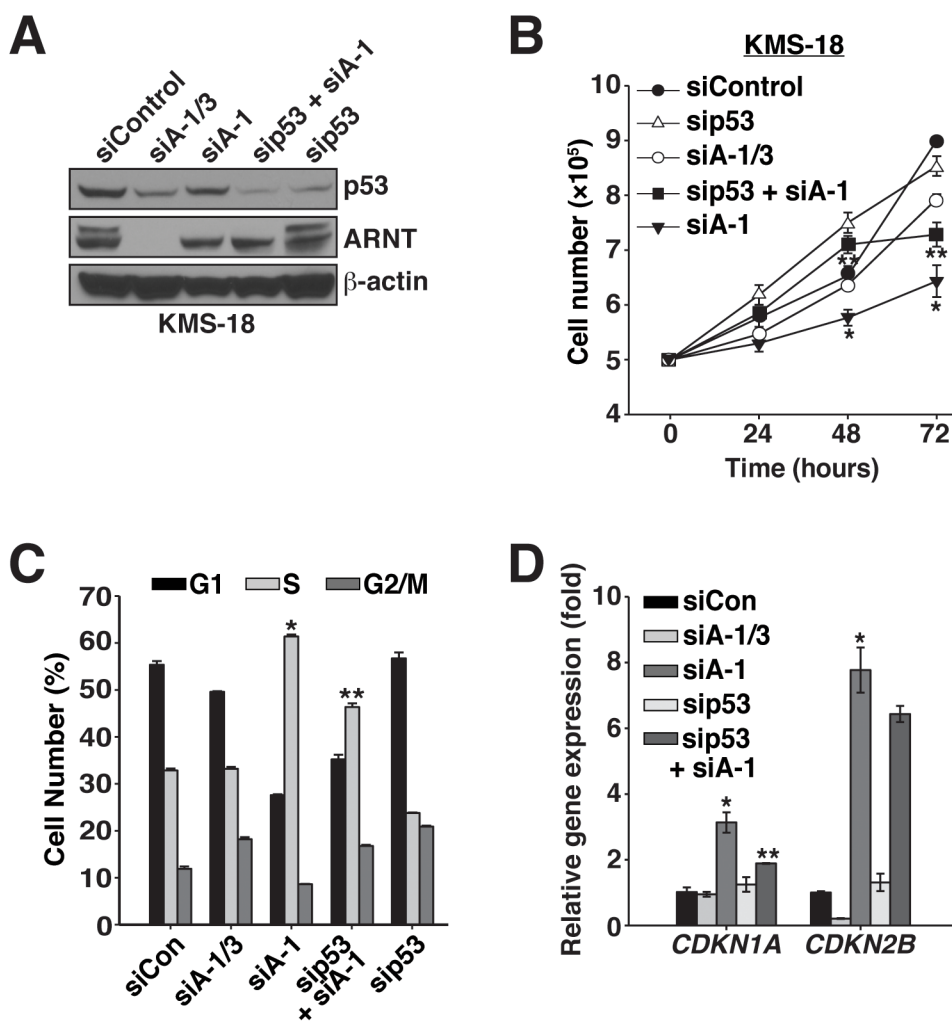 A
siControl
siA-1/3
siA-1
sip53 + siA-1
sip53
p53
ARNT
β-actin
KMS-18
B
KMS-18
siControl
sip53
siA-1/3
sip53 + siA-1
siA-1
Cell number (×10⁵)
10
9
8
7
6
5
4
**
*
**
*
0 24 48 72
Time (hours)
C
G1 S G2/M
Cell Number (%)
70
60
50
40
30
20
10
0
*
**
siCon
siA-1/3
siA-1
sip53
+ siA-1
sip53
D
siCon
siA-1/3
siA-1
sip53
sip53
+ siA-1
Relative gene expression (fold)
10
8
6
4
2
0
*
**
*
CDKN1A CDKN2B